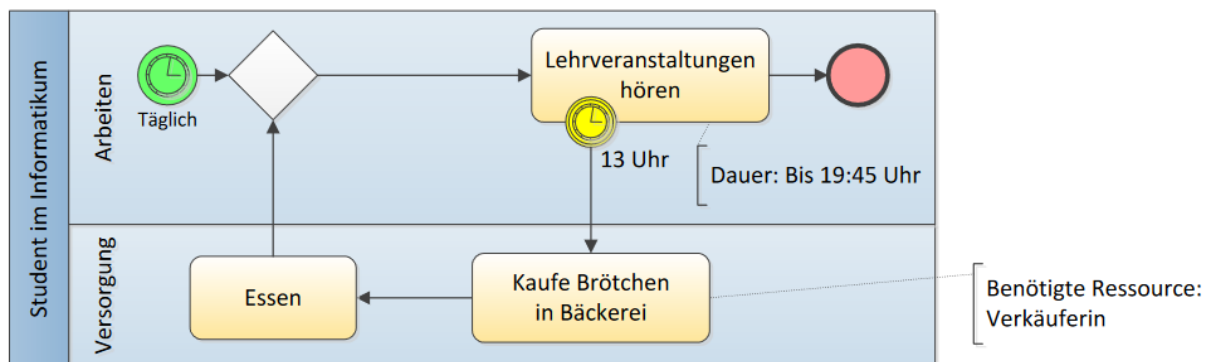 Student im Informatikum
Arbeiten
Täglich
Lehrveranstaltungen
hören
13 Uhr
Dauer: Bis 19:45 Uhr
Versorgung
Essen
Kaufe Brötchen
in Bäckerei
Benötigte Ressource:
Verkäuferin